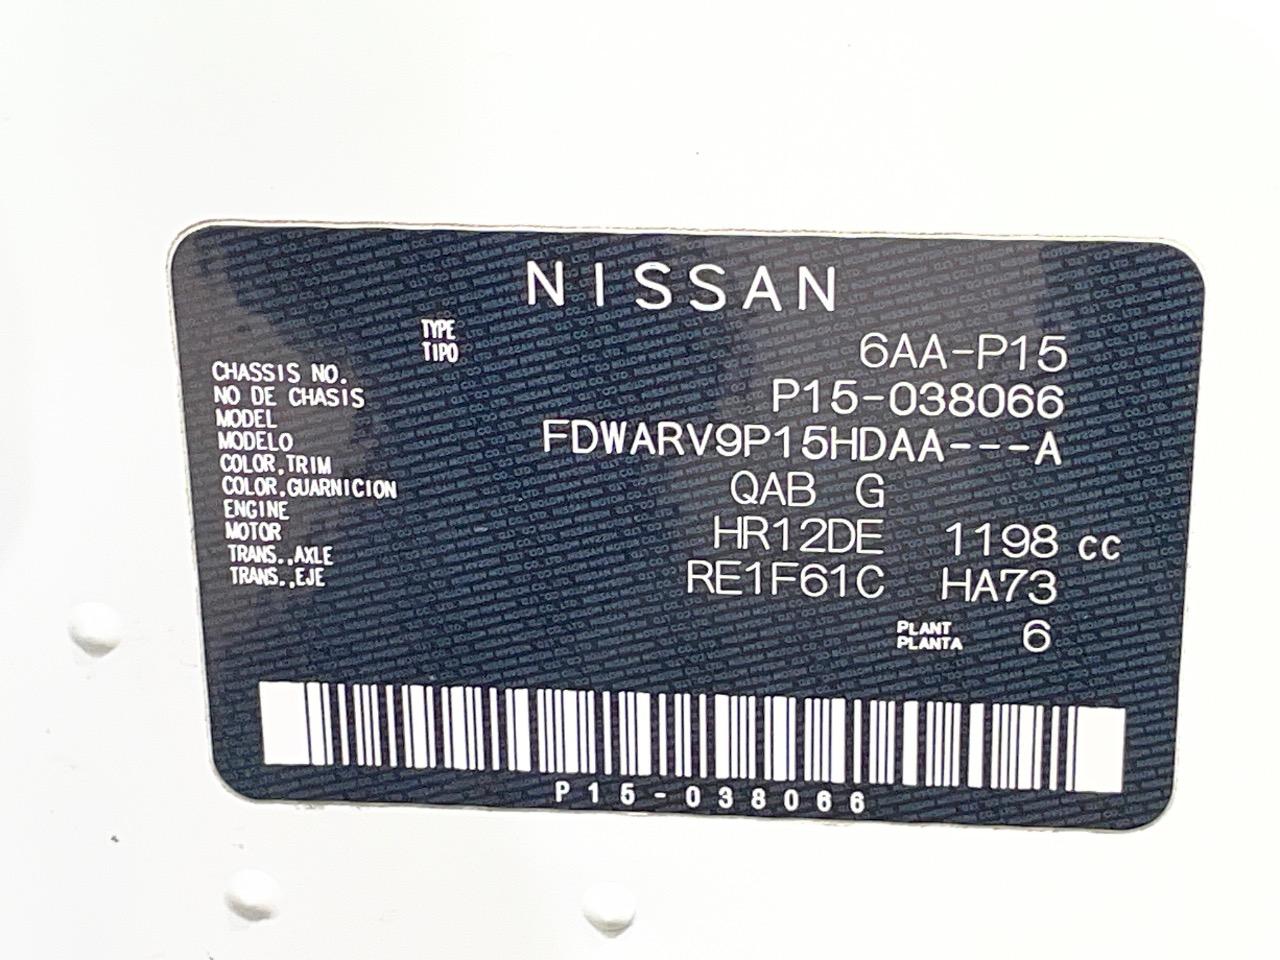 NISSAN
TYPE
TIPO
6AA-P15
CHASSIS NO.
NO DE CHASIS
P15-038066
MODEL
MODELO
FDWARV9P15HDAA---A
COLOR,TRIM
COLOR,GUARNICION
QAB G
ENGINE
MOTOR
HR12DE 1198 CC
TRANS.,AXLE
TRANS.,EJE
RE1F61C HA73
PLANT
PLANTA
6
P15-038066